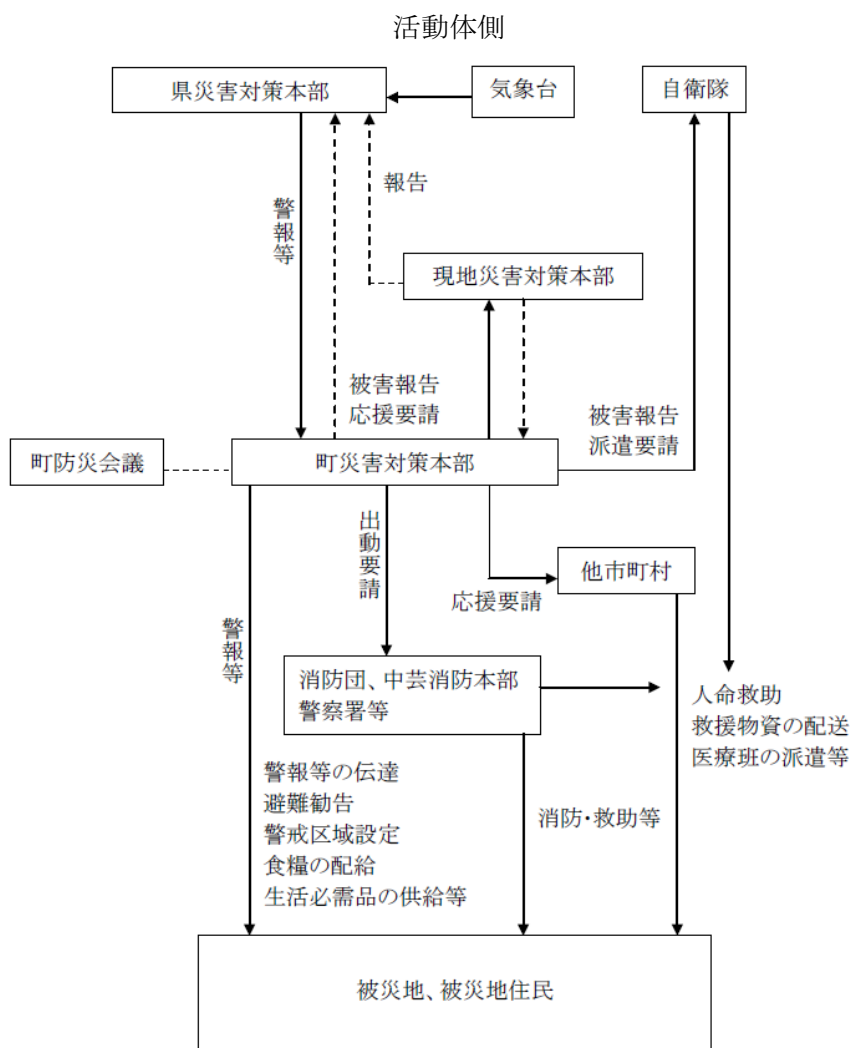 活動体側
県災害対策本部
気象台
自衛隊
報告
警報等
現地災害対策本部
被害報告
応援要請
被害報告
派遣要請
町防災会議
町災害対策本部
出動要請
他市町村
応援要請
警報等
消防団、中芸消防本部
警察署等
人命救助
救援物資の配送
医療班の派遣等
警報等の伝達
避難勧告
警戒区域設定
食糧の配給
生活必需品の供給等
消防・救助等
被災地、被災地住民